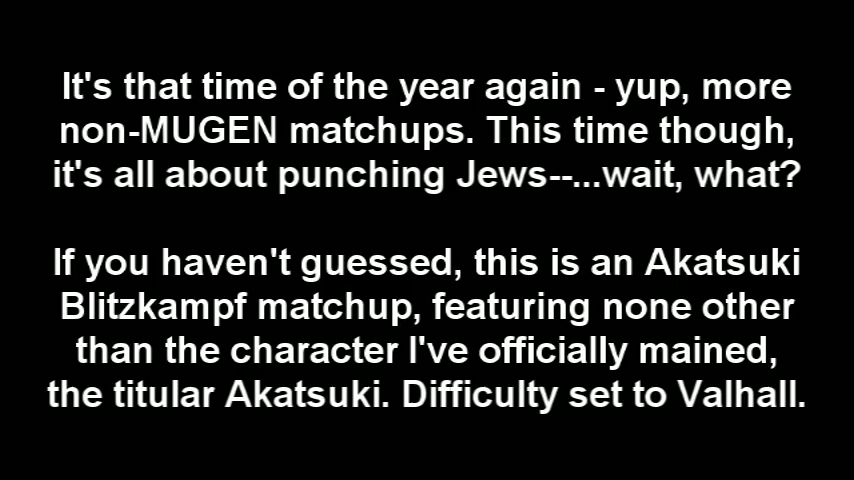 It's that time of the year again - yup, more
non-MUGEN matchups. This time though,
it's all about punching Jews--...wait, what?
If you haven't guessed, this is an Akatsuki
Blitzkampf matchup, featuring none other
than the character I've officially mained,
the titular Akatsuki. Difficulty set to Valhall.